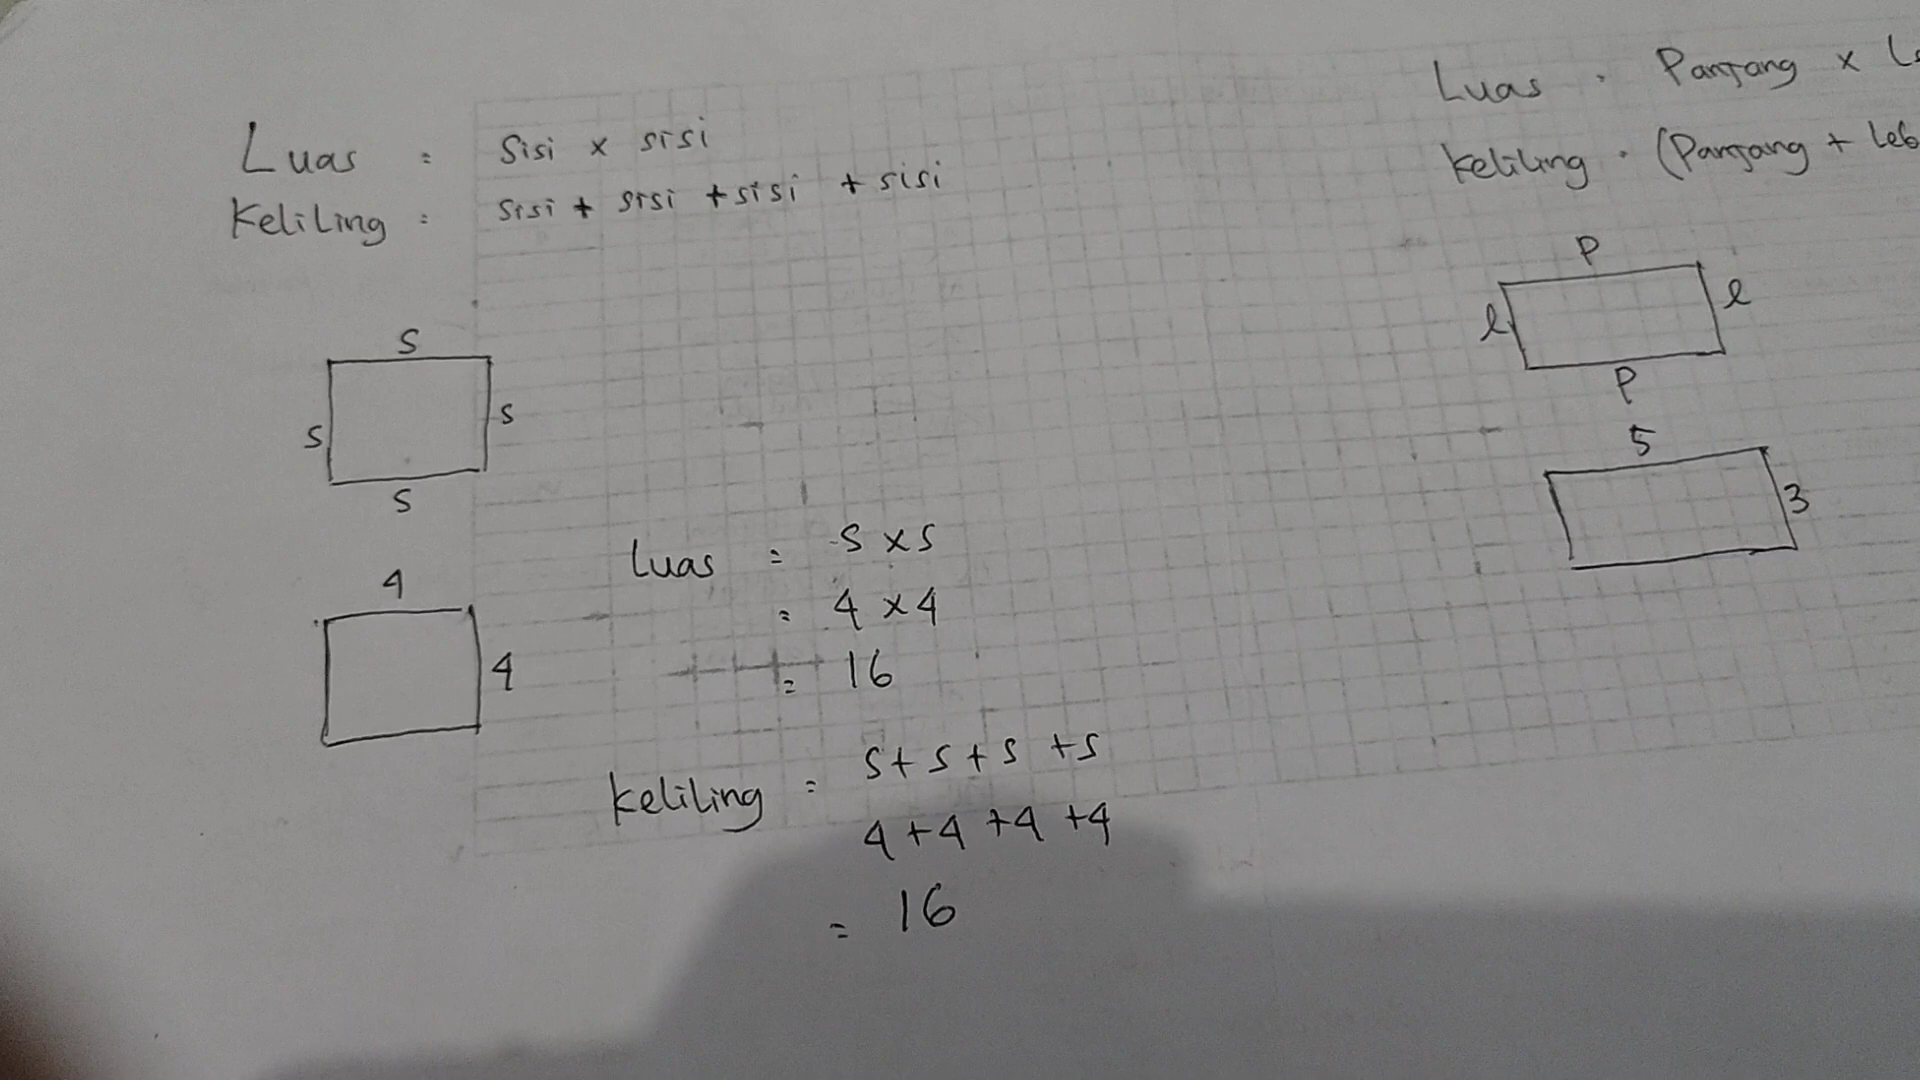 Luas = Sisi x sisi
Keliling = sisi + sisi + sisi + sisi
s
s
s
s
4
4
Luas = s x s
= 4 x 4
= 16
Keliling = s + s + s + s
4 + 4 + 4 + 4
= 16
Luas . Panjang x
Keliling . (Panjang + leb
P
l
l
P
5
3